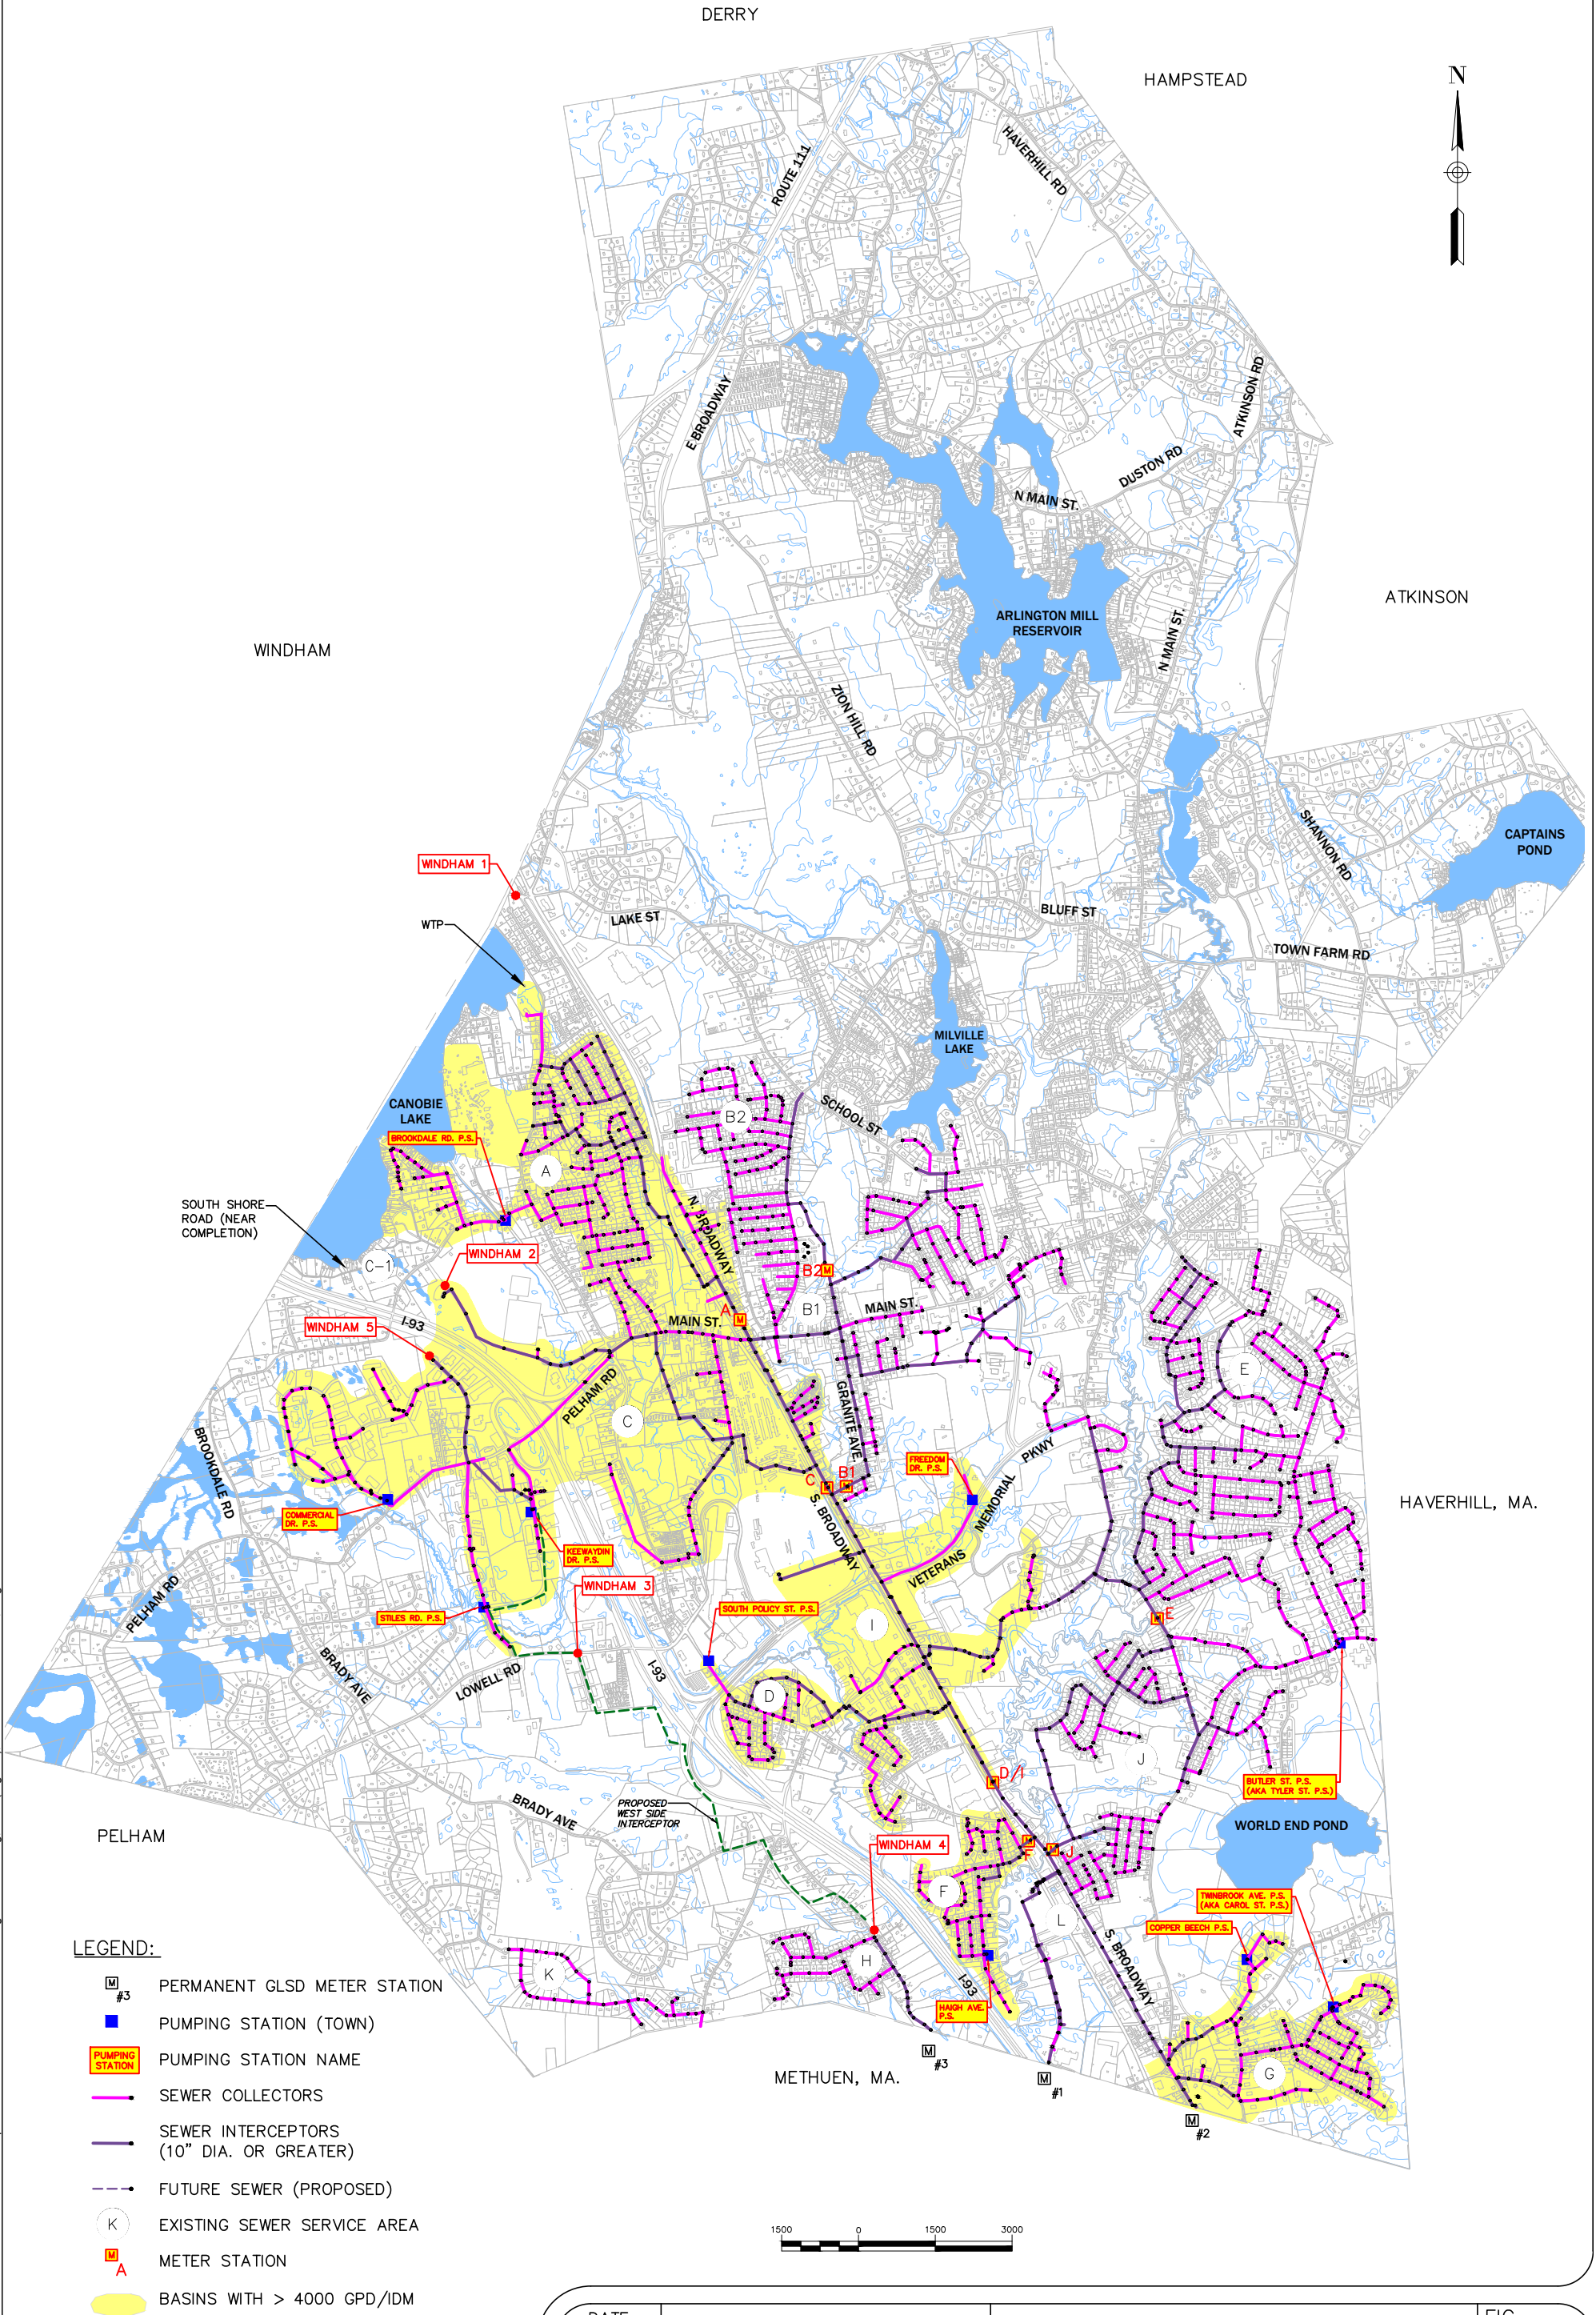 DERRY
HAMPSTEAD
N
ROUTE 111
HAVERHILL RD
E BROADWAY
ATKINSON RD
DUSTON RD
N MAIN ST.
ATKINSON
ARLINGTON MILL
RESERVOIR
N MAIN ST.
WINDHAM
ZION HILL RD
SHANNON RD
CAPTAINS
POND
WINDHAM 1
WTP
LAKE ST
BLUFF ST
TOWN FARM RD
MILVILLE
LAKE
CANOBIE
LAKE
SCHOOL ST
B2
BROOKDALE RD. P.S.
A
SOUTH SHORE
ROAD (NEAR
COMPLETION)
N. BROADWAY
WINDHAM 2
C-1
B2
M
WINDHAM 5
I-93
A
M
B1
MAIN ST.
MAIN ST.
E
PELHAM RD
C
GRANITE AVE
BROOKDALE RD
FREEDOM
DR. P.S.
MEMORIAL
PKWY
C
M
B1
M
COMMERCIAL
DR. P.S.
S. BROADWAY
HAVERHILL, MA.
KEEWAYDIN
DR. P.S.
VETERANS
WINDHAM 3
PELHAM RD
STILES RD. P.S.
SOUTH POLICY ST. P.S.
M
E
I
BRADY AVE
LOWELL RD
I-93
D
J
M
D/I
BUTLER ST. P.S.
(AKA TYLER ST. P.S.)
PROPOSED
WEST SIDE
INTERCEPTOR
BRADY AVE
WORLD END POND
PELHAM
WINDHAM 4
M
F
M
J
F
TWINBROOK AVE. P.S.
(AKA CAROL ST. P.S.)
L
COPPER BEECH P.S.
S. BROADWAY
LEGEND:
H
K
I-93
M
#3
PERMANENT GLSD METER STATION
HAIGH AVE.
P.S.
PUMPING STATION (TOWN)
M
#3
PUMPING
STATION
PUMPING STATION NAME
METHUEN, MA.
M
#1
G
SEWER COLLECTORS
M
#2
SEWER INTERCEPTORS
(10" DIA. OR GREATER)
FUTURE SEWER (PROPOSED)
K
EXISTING SEWER SERVICE AREA
1500
0
1500
3000
M
A
METER STATION
BASINS WITH > 4000 GPD/IDM
DATE
FIG.